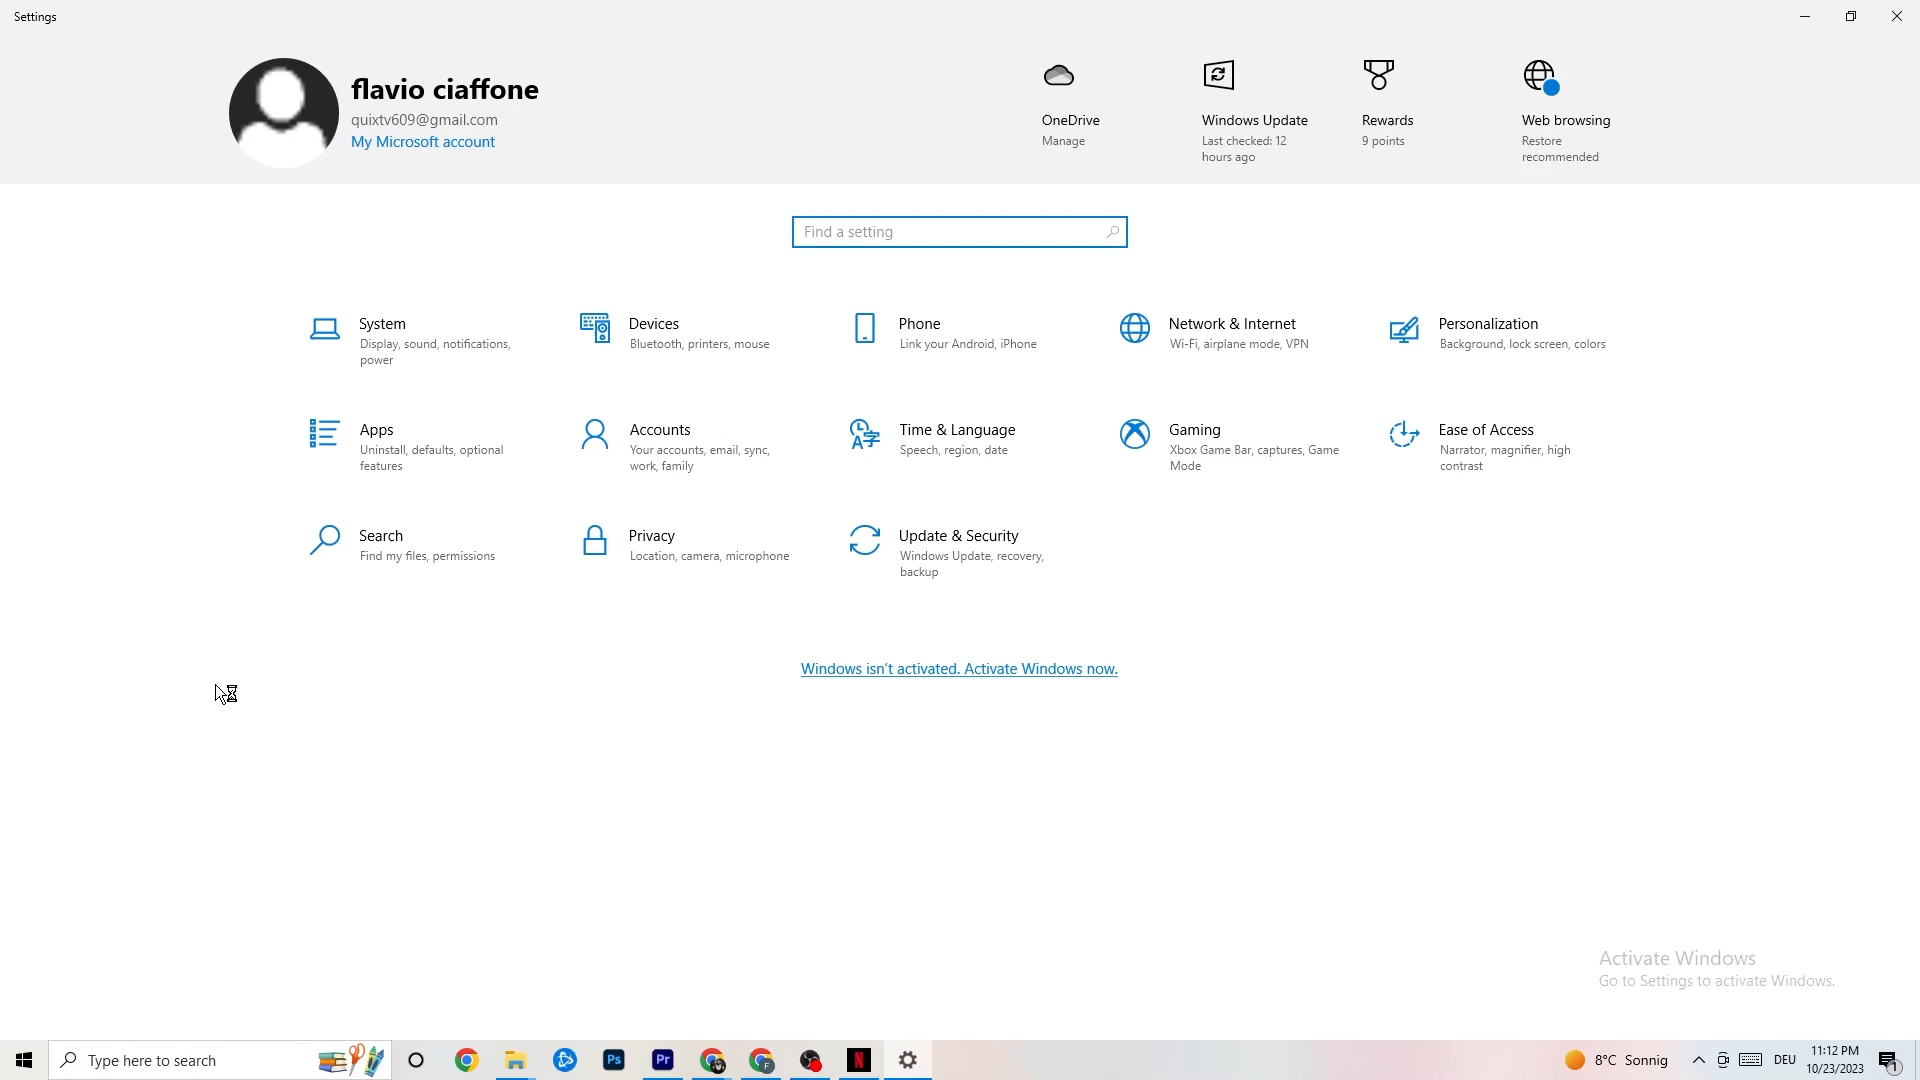 Settings
flavio ciaffone
quixtv609@gmail.com
My Microsoft account
OneDrive
Manage
Windows Update
Last checked: 12
hours ago
Rewards
9 points
Web browsing
Restore
recommended
Find a setting
System
Display, sound, notifications,
power
Devices
Bluetooth, printers, mouse
Phone
Link your Android, iPhone
Network & Internet
Wi-Fi, airplane mode, VPN
Personalization
Background, lock screen, colors
Apps
Uninstall, defaults, optional
features
Accounts
Your accounts, email, sync,
work, family
Time & Language
Speech, region, date
Gaming
Xbox Game Bar, captures, Game
Mode
Ease of Access
Narrator, magnifier, high
contrast
Search
Find my files, permissions
Privacy
Location, camera, microphone
Update & Security
Windows Update, recovery,
backup
Windows isn't activated. Activate Windows now.
Activate Windows
Go to Settings to activate Windows.
Type here to search
Ps
Pr
F
N
8°C Sonnig
DEU
11:12 PM
10/23/2023
1